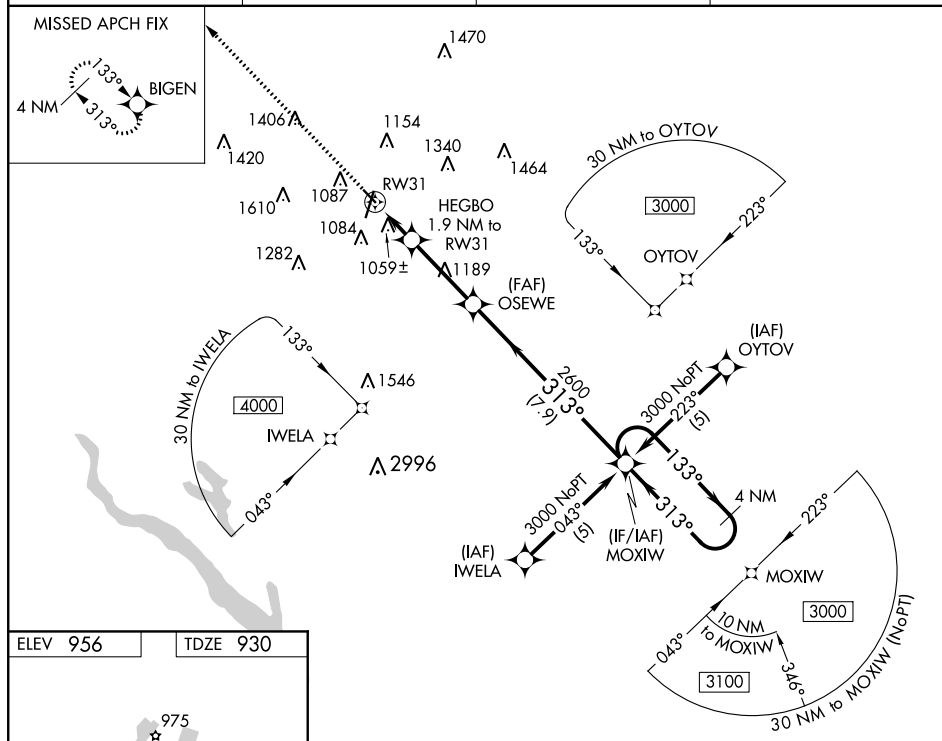 MISSED APCH FIX
133°
BIGEN
4 NM
313°
1470
1406
1154
1420
1340
1464
1087
RW31
1610
HEGBO
1.9 NM to
RW31
1084
1282
1059±
1189
(FAF)
OSEWE
30 NM to OYTOV
3000
223°
133°
OYTOV
(IAF)
OYTOV
30 NM to IWELA
133°
4000
1546
IWELA
043°
2996
2600
313°
(7.9)
3000 NoPT
223°
(5)
133°
4 NM
313°
3000 NoPT
043°
(5)
(IF/IAF)
MOXIW
(IAF)
IWELA
223°
MOXIW
3000
043°
10 NM
to MOXIW
346°
3100
30 NM to MOXIW (NoPT)
ELEV 956
TDZE 930
975